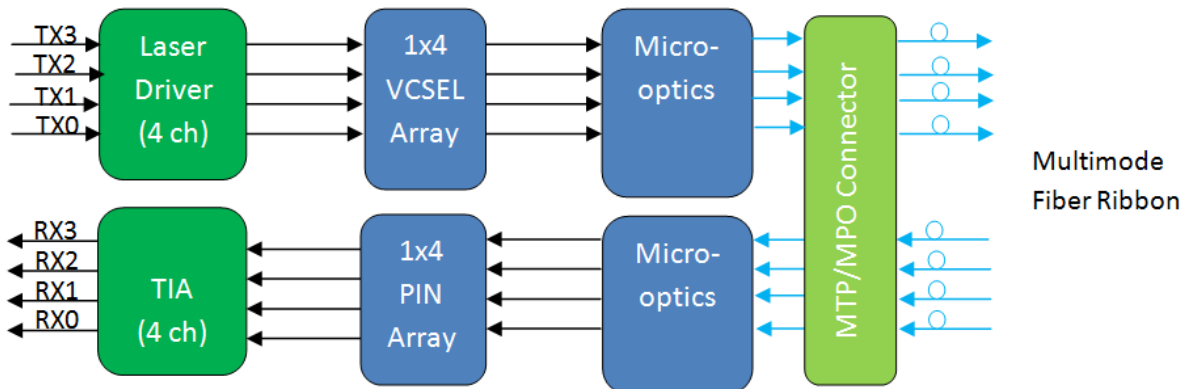 TX3
TX2
TX1
TX0
Laser
Driver
(4 ch)
1x4
VCSEL
Array
Micro-
optics
MTP/MPO Connector
Multimode
Fiber Ribbon
RX3
RX2
RX1
RX0
TIA
(4 ch)
1x4
PIN
Array
Micro-
optics